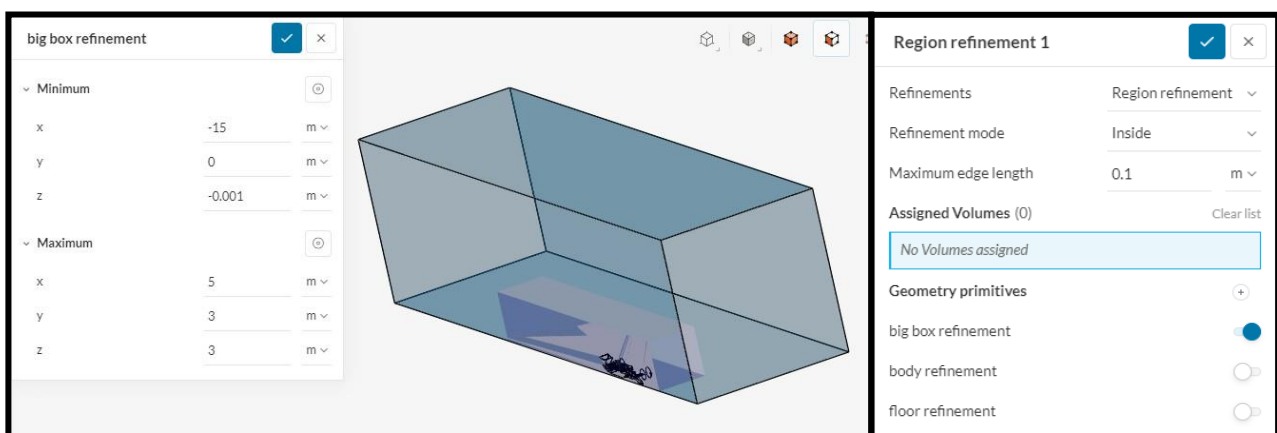 big box refinement
Minimum
x -15 m
y 0 m
z -0.001 m
Maximum
x 5 m
y 3 m
z 3 m
Region refinement 1
Refinements Region refinement
Refinement mode Inside
Maximum edge length 0.1 m
Assigned Volumes (0) Clear list
No Volumes assigned
Geometry primitives
big box refinement
body refinement
floor refinement